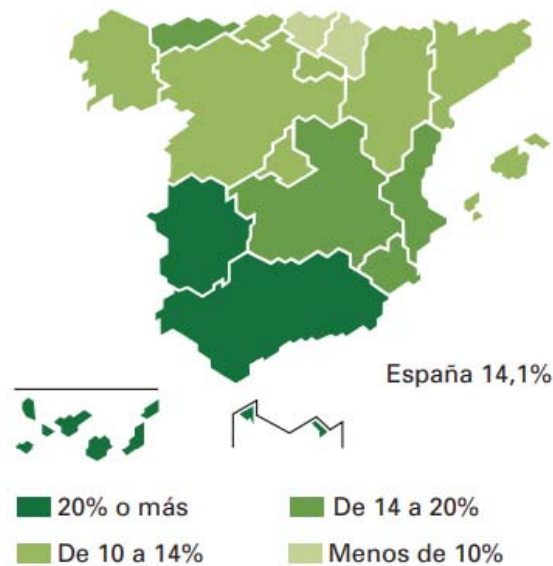 España 14,1%
20% o más
De 14 a 20%
De 10 a 14%
Menos de 10%